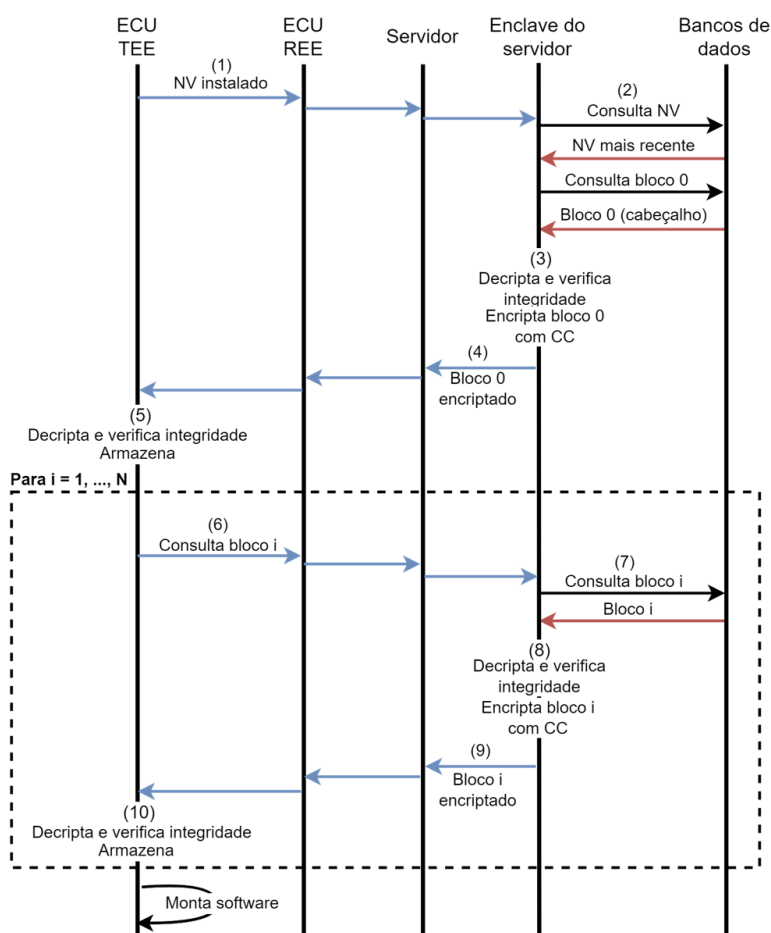 ECU
TEE
ECU
REE
Servidor
Enclave do
servidor
Bancos de
dados
(1)
NV instalado
(2)
Consulta NV
NV mais recente
Consulta bloco 0
Bloco 0 (cabeçalho)
(3)
Decripta e verifica
integridade
Encripta bloco 0
com CC
(4)
Bloco 0
encriptado
(5)
Decripta e verifica integridade
Armazena
Para i = 1, ..., N
(6)
Consulta bloco i
(7)
Consulta bloco i
Bloco i
(8)
Decripta e verifica
integridade
Encripta bloco i
com CC
(9)
Bloco i
encriptado
(10)
Decripta e verifica integridade
Armazena
Monta software